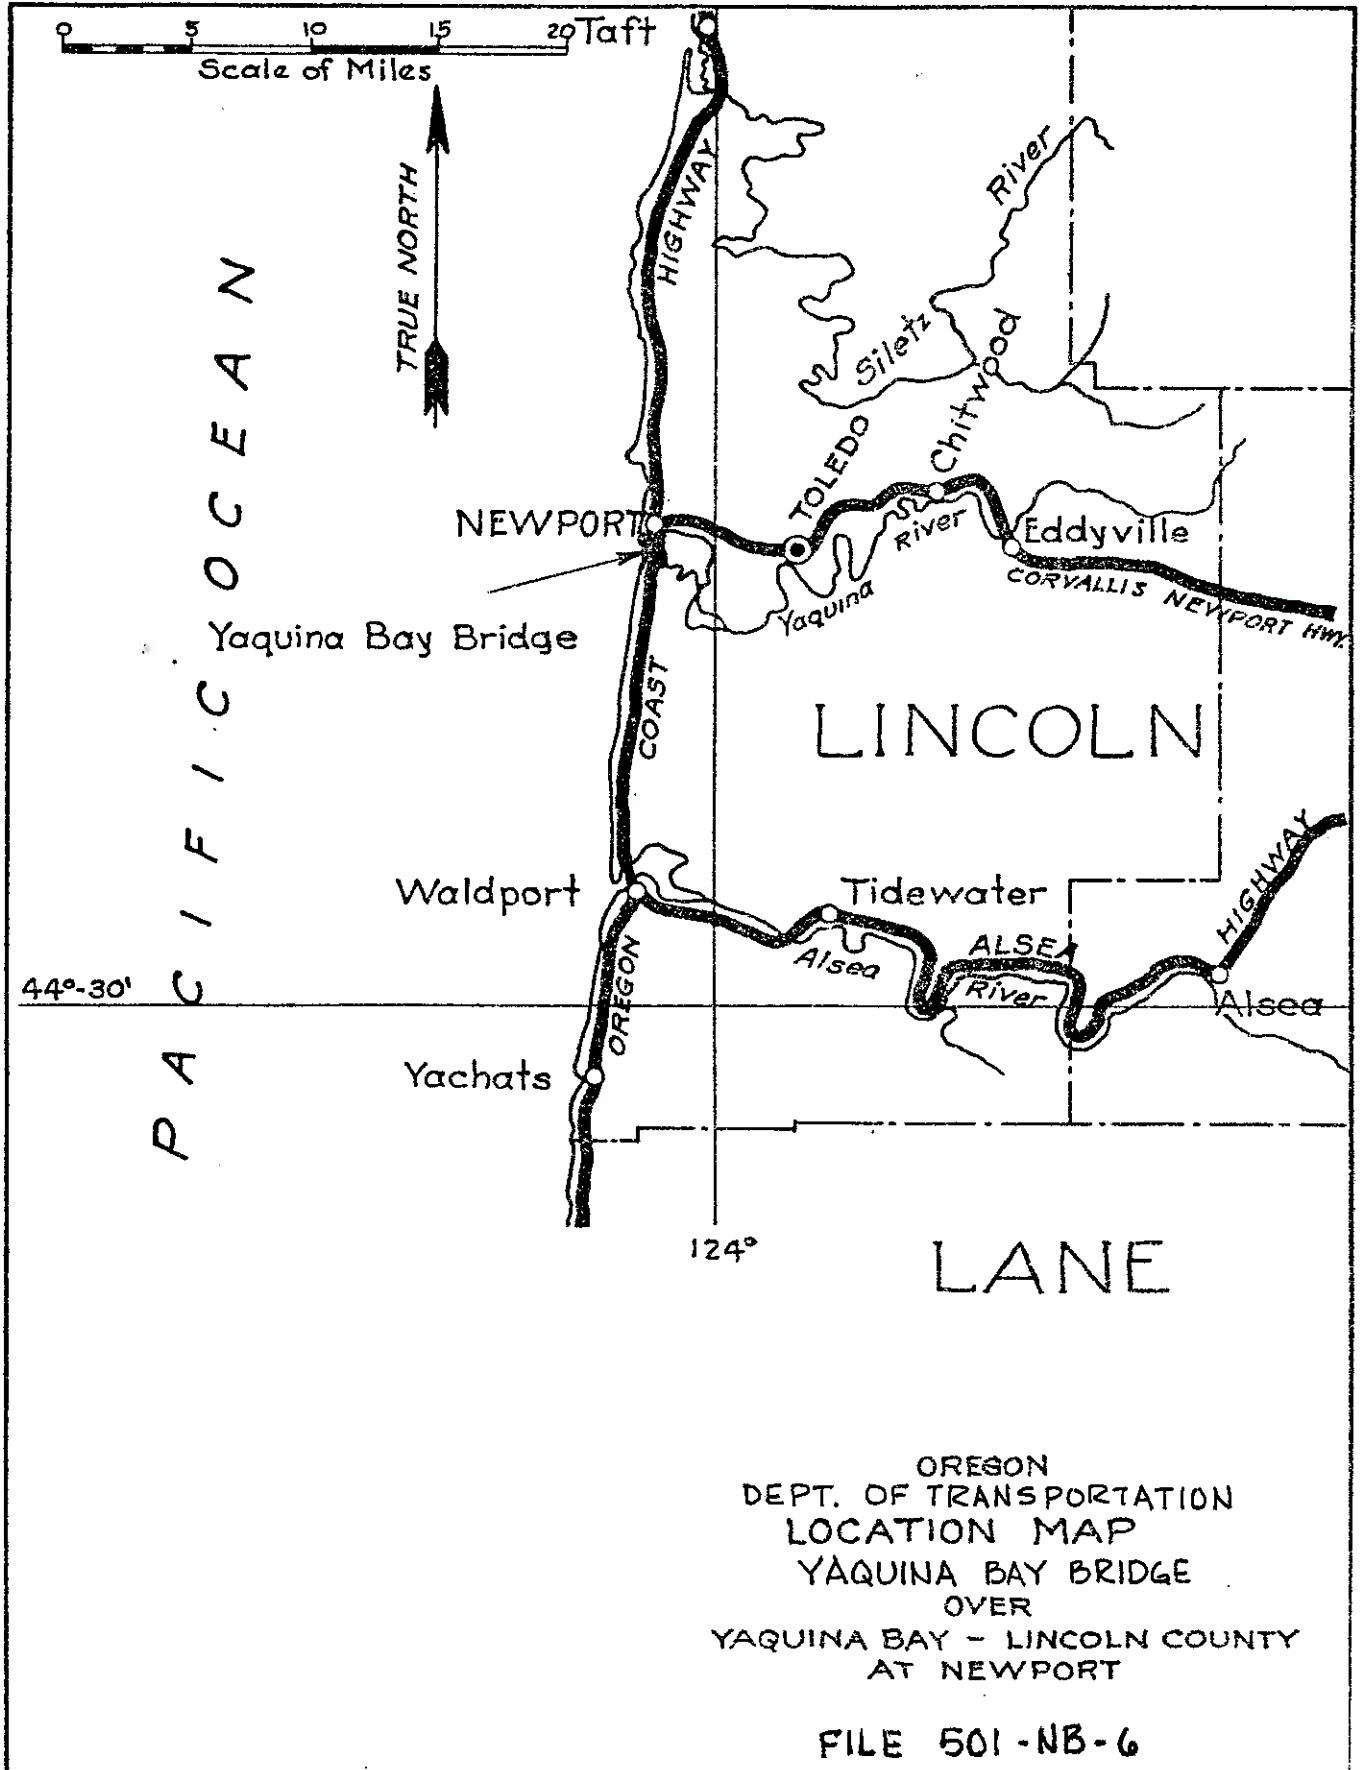 0 5 10 15 20
Scale of Miles
Taft
TRUE NORTH
HIGHWAY
River
Siletz
Chitwood
TOLEDO
PACIFIC OCEAN
NEWPORT
River
Eddyville
CORVALLIS NEWPORT HWY.
Yaquina
Yaquina Bay Bridge
COAST
LINCOLN
HIGHWAY
Waldport
Tidewater
ALSEA
Alsea
River
Alsea
44°-30'
OREGON
Yachats
124°
LANE
OREGON
DEPT. OF TRANSPORTATION
LOCATION MAP
YAQUINA BAY BRIDGE
OVER
YAQUINA BAY - LINCOLN COUNTY
AT NEWPORT
FILE 501-NB-6